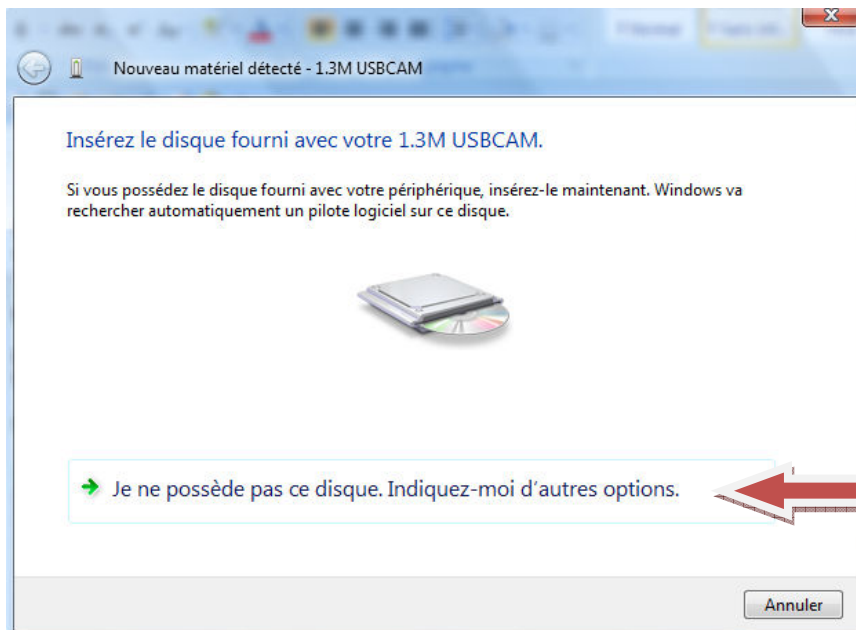 Nouveau matériel détecté - 1.3M USBCAM
Insérez le disque fourni avec votre 1.3M USBCAM.
Si vous possédez le disque fourni avec votre périphérique, insérez-le maintenant. Windows va
rechercher automatiquement un pilote logiciel sur ce disque.
Je ne possède pas ce disque. Indiquez-moi d'autres options.
Annuler